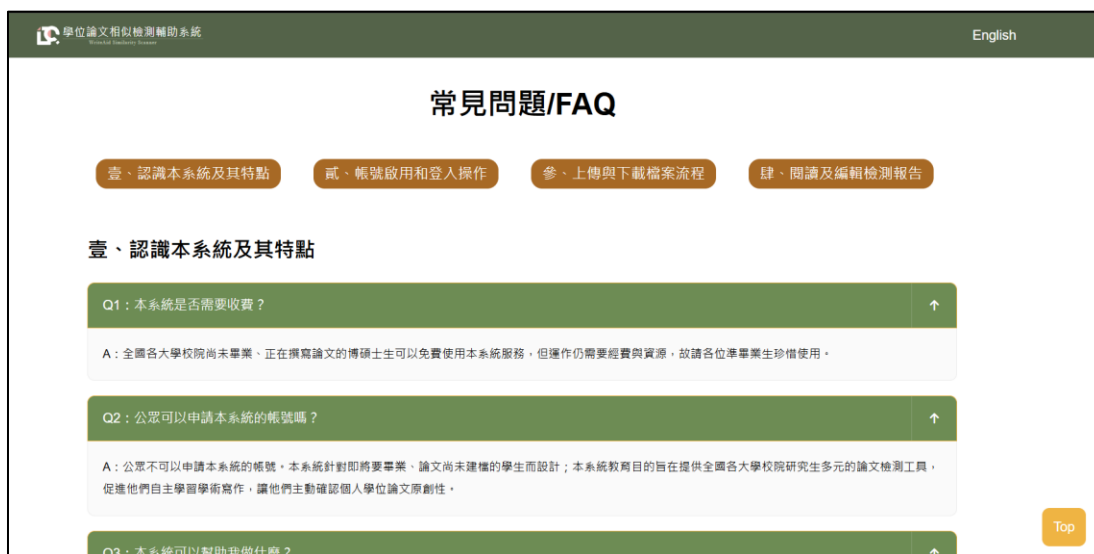 學位論文相似檢測輔助系統
English
常見問題/FAQ
壹、認識本系統及其特點
貳、帳號啟用和登入操作
參、上傳與下載檔案流程
肆、閱讀及編輯檢測報告
壹、認識本系統及其特點
Q1：本系統是否需要收費？
A：全國各大學校院尚未畢業、正在撰寫論文的博碩士生可以免費使用本系統服務，但運作仍需要經費與資源，故請各位準畢業生珍惜使用。
Q2：公眾可以申請本系統的帳號嗎？
A：公眾不可以申請本系統的帳號。本系統針對即將要畢業、論文尚未建檔的學生而設計；本系統教育目的旨在提供全國各大學校院研究生多元的論文檢測工具，
促進他們自主學習學術寫作，讓他們主動確認個人學位論文原創性。
Top
Q3：本系統可以幫助我做什麼？